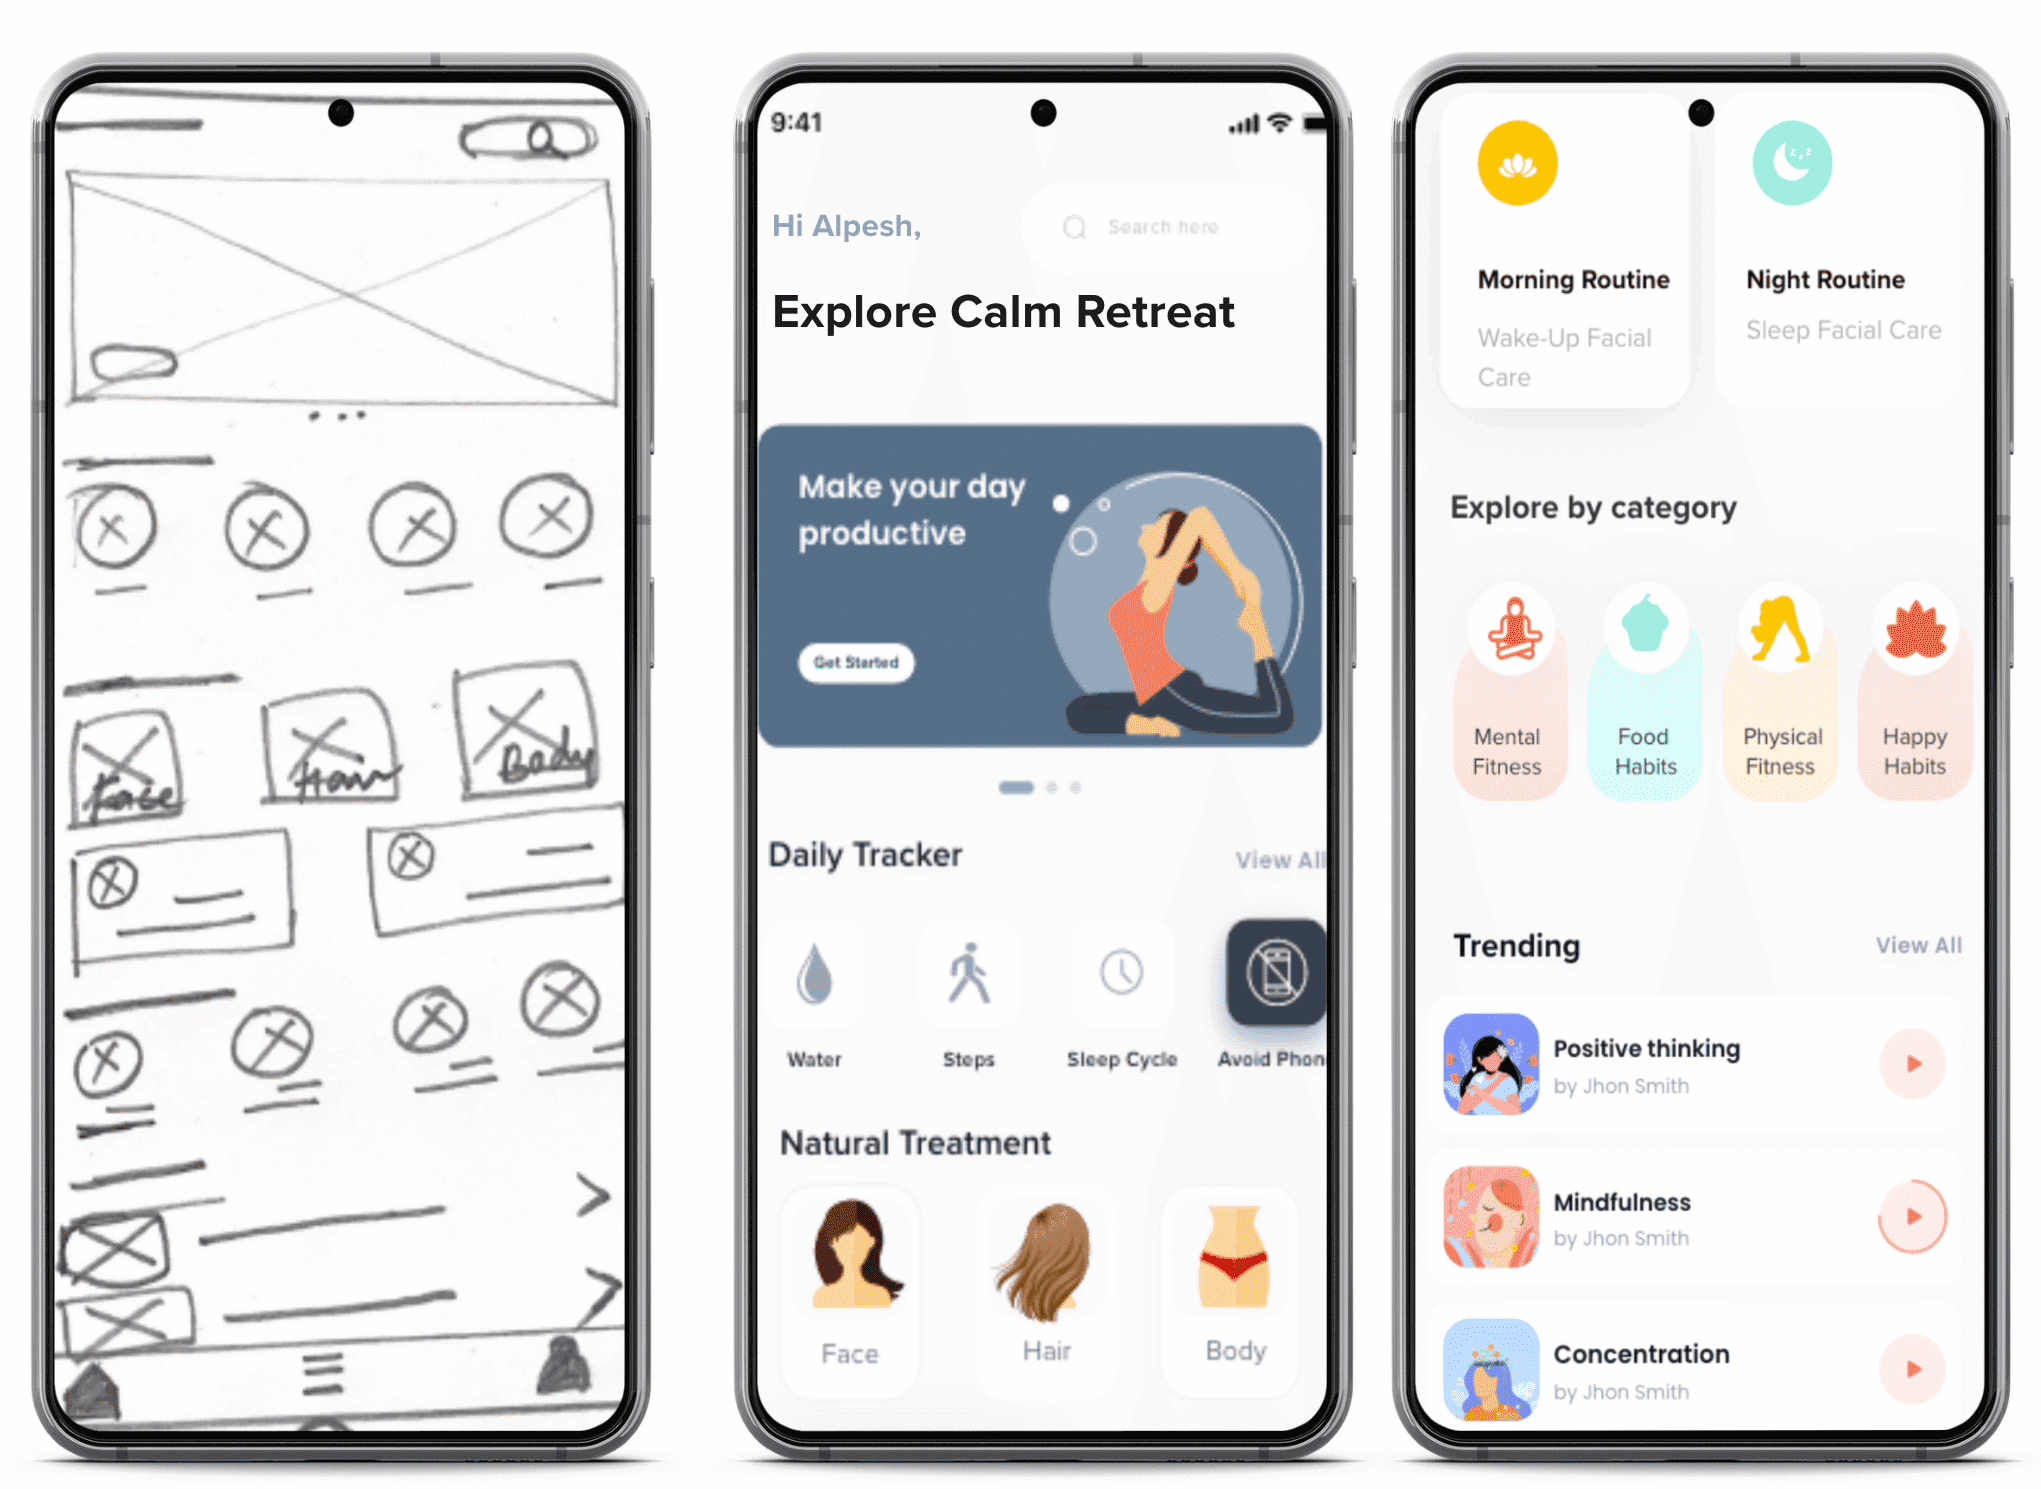 Face
Hair
Body
9:41
Hi Alpesh,
Search here
Explore Calm Retreat
Make your day
productive
Get Started
Daily Tracker
View All
Water
Steps
Sleep Cycle
Avoid Phon
Natural Treatment
Face
Hair
Body
Morning Routine
Wake-Up Facial
Care
Night Routine
Sleep Facial Care
Explore by category
Mental
Fitness
Food
Habits
Physical
Fitness
Happy
Habits
Trending
View All
Positive thinking
by Jhon Smith
Mindfulness
by Jhon Smith
Concentration
by Jhon Smith